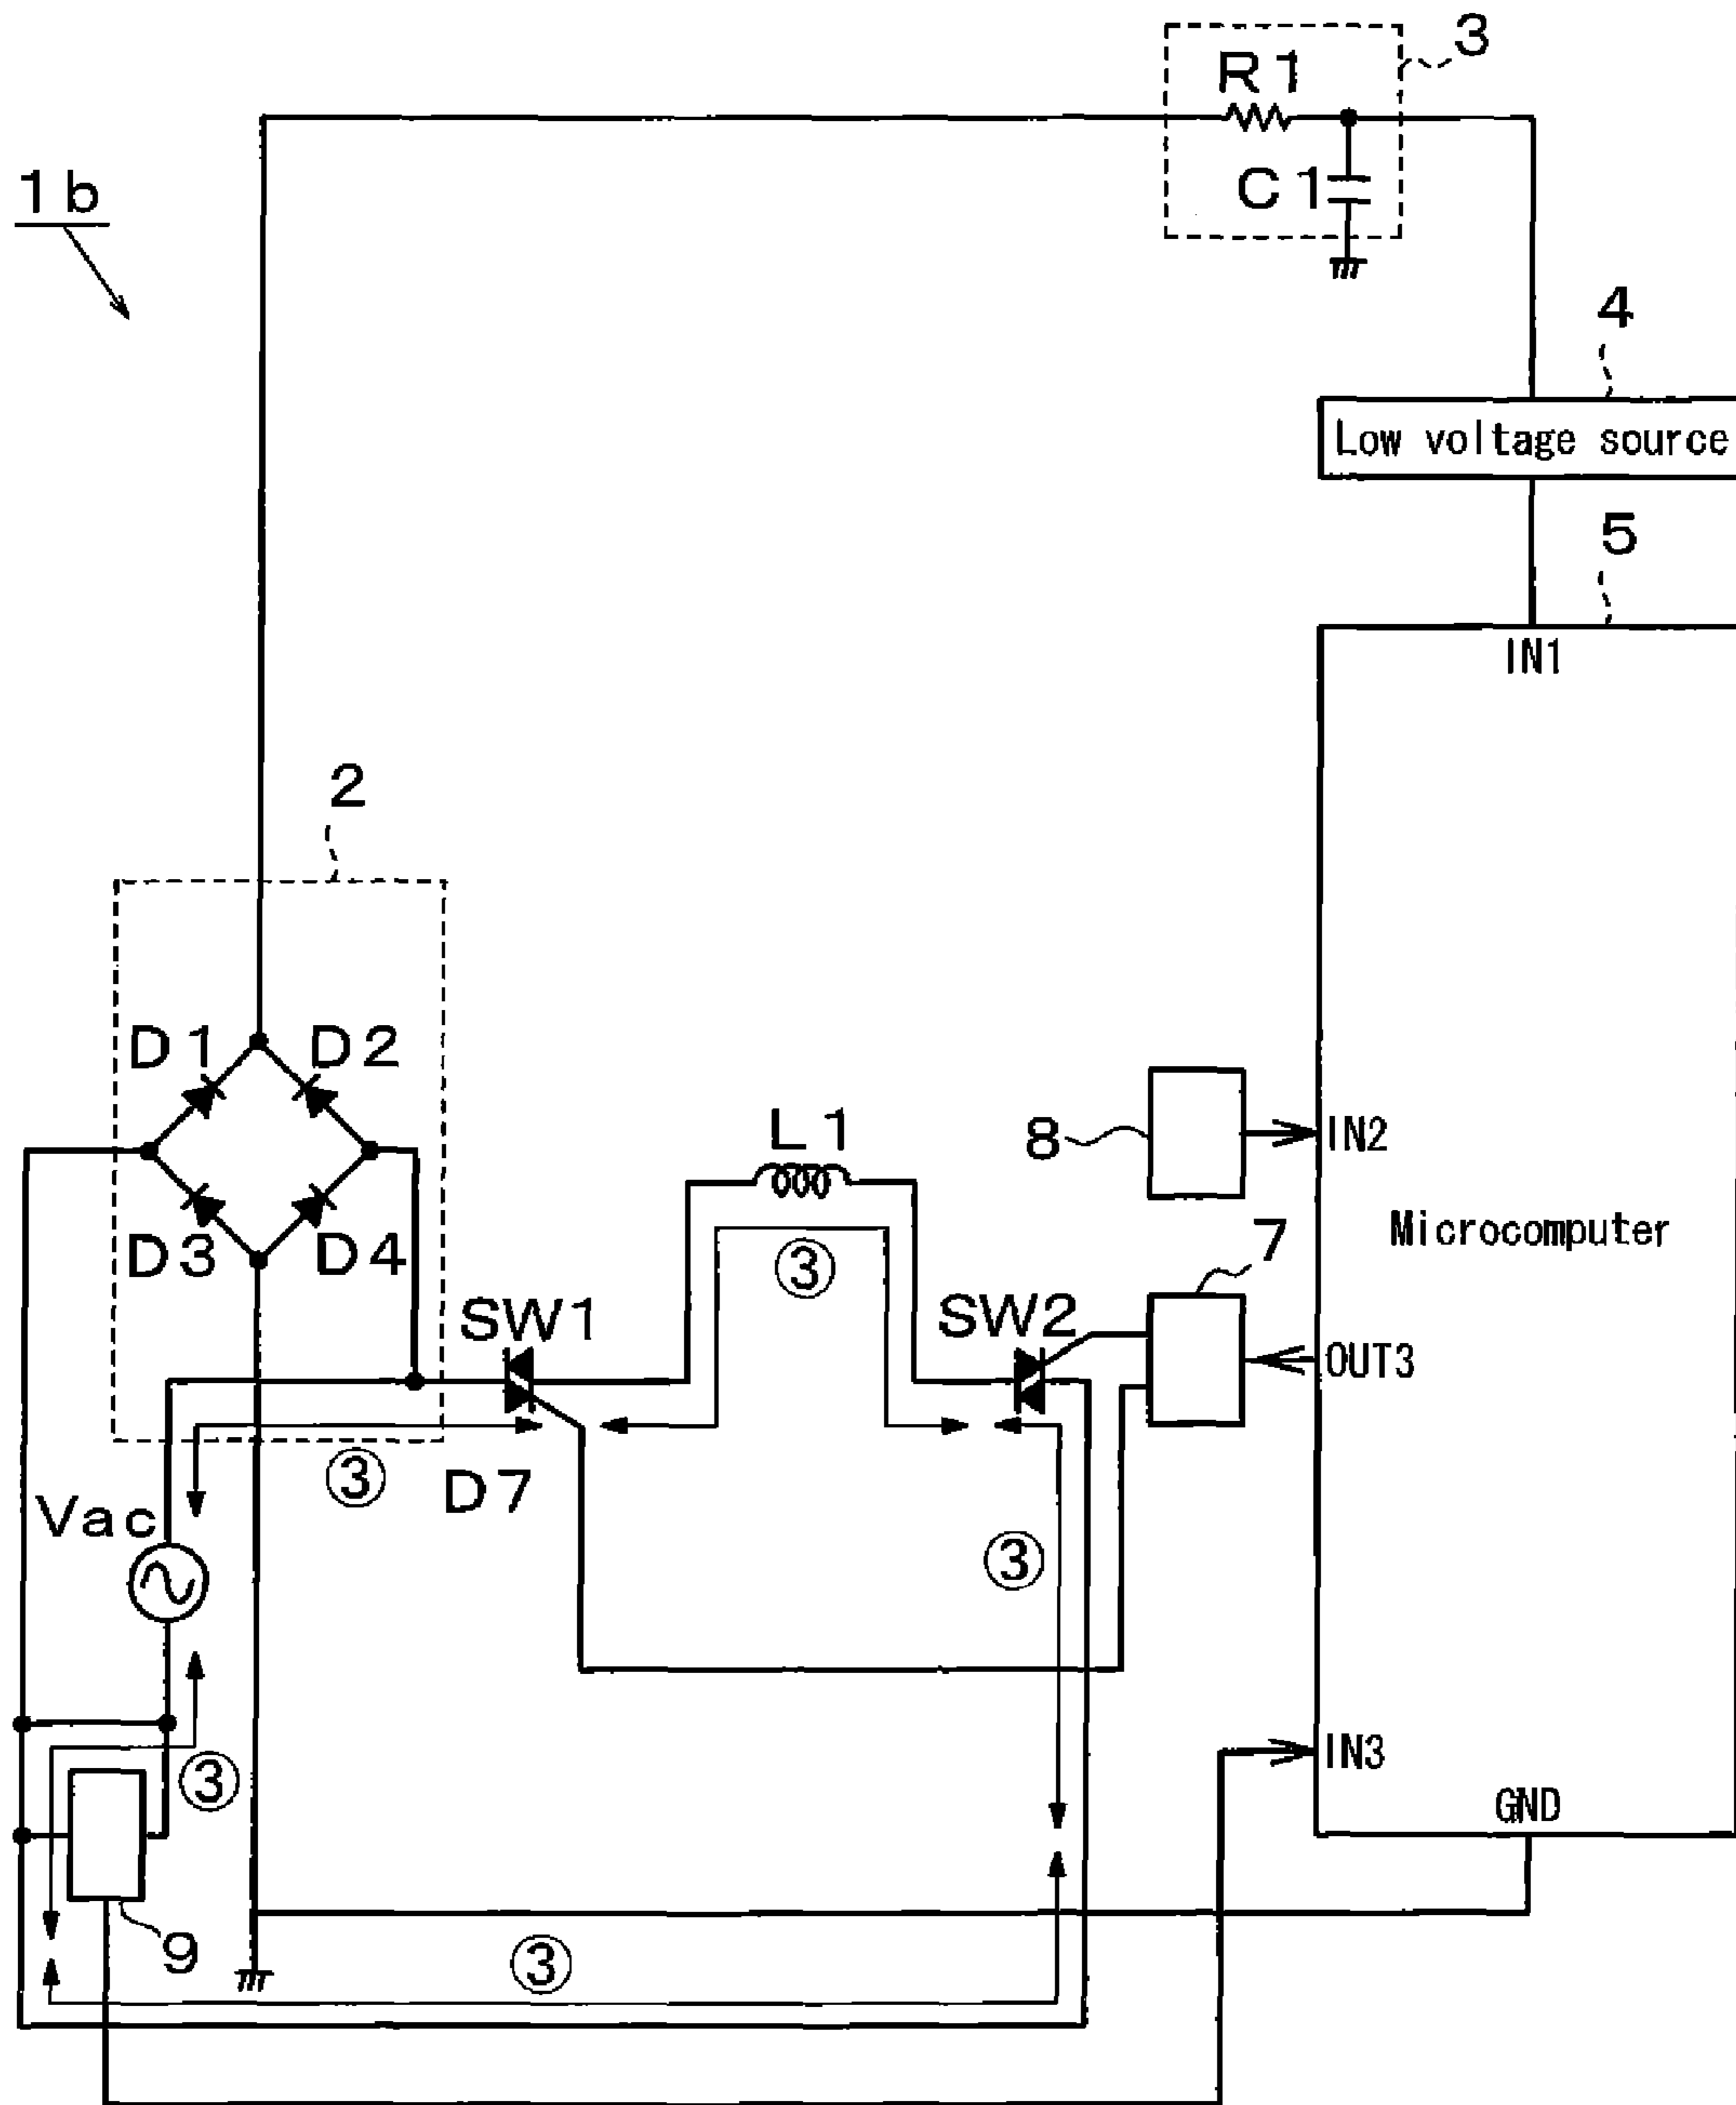 3
R1
C1
1b
4
Low voltage source
5
IN1
2
D1 D2
D3 D4
L1
8
IN2
Microcomputer
7
③
SW1
SW2
OUT3
③
D7
Vac
③
IN3
③
GND
9
③